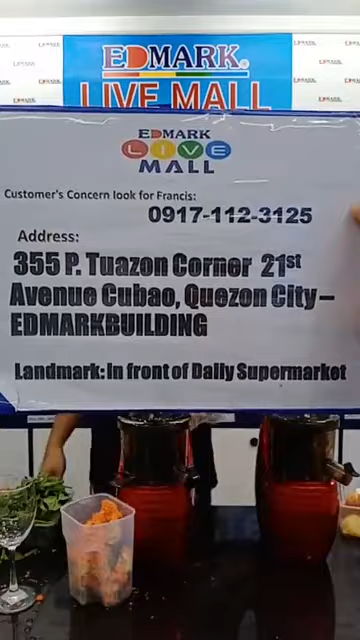 EDMARK
LIVE MALL
EDMARK
LIVE
MALL
Customer's Concern look for Francis:
0917-112-3125
Address:
355 P. Tuazon Corner 21st
Avenue Cubao, Quezon City –
EDMARKBUILDING
Landmark: In front of Daily Supermarket